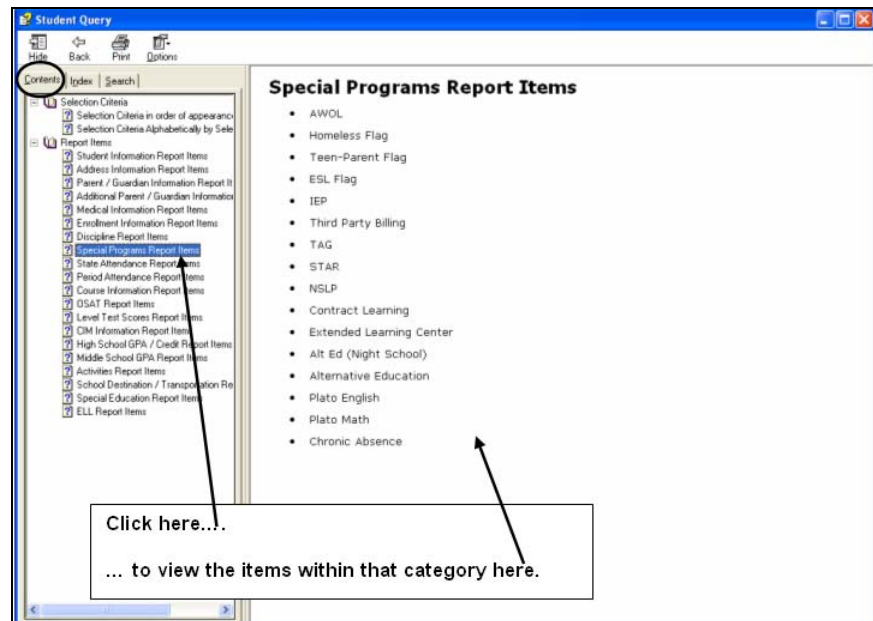 Student Query
Hide Back Print Options
Contents Index Search
Selection Criteria
Selection Criteria in order of appearance
Selection Criteria Alphabetically by Sele
Report Items
Student Information Report Items
Address Information Report Items
Parent / Guardian Information Report It
Additional Parent / Guardian Information
Medical Information Report Items
Enrollment Information Report Items
Discipline Report Items
Special Programs Report Items
State Attendance Report Items
Period Attendance Report Items
Course Information Report Items
OSAT Report Items
Level Test Scores Report Items
CIM Information Report Items
High School GPA / Credit Report Items
Middle School GPA Report Items
Activities Report Items
School Destination / Transportation Re
Special Education Report Items
ELL Report Items
Special Programs Report Items
• AWOL
• Homeless Flag
• Teen-Parent Flag
• ESL Flag
• IEP
• Third Party Billing
• TAG
• STAR
• NSLP
• Contract Learning
• Extended Learning Center
• Alt Ed (Night School)
• Alternative Education
• Plato English
• Plato Math
• Chronic Absence
Click here....
... to view the items within that category here.